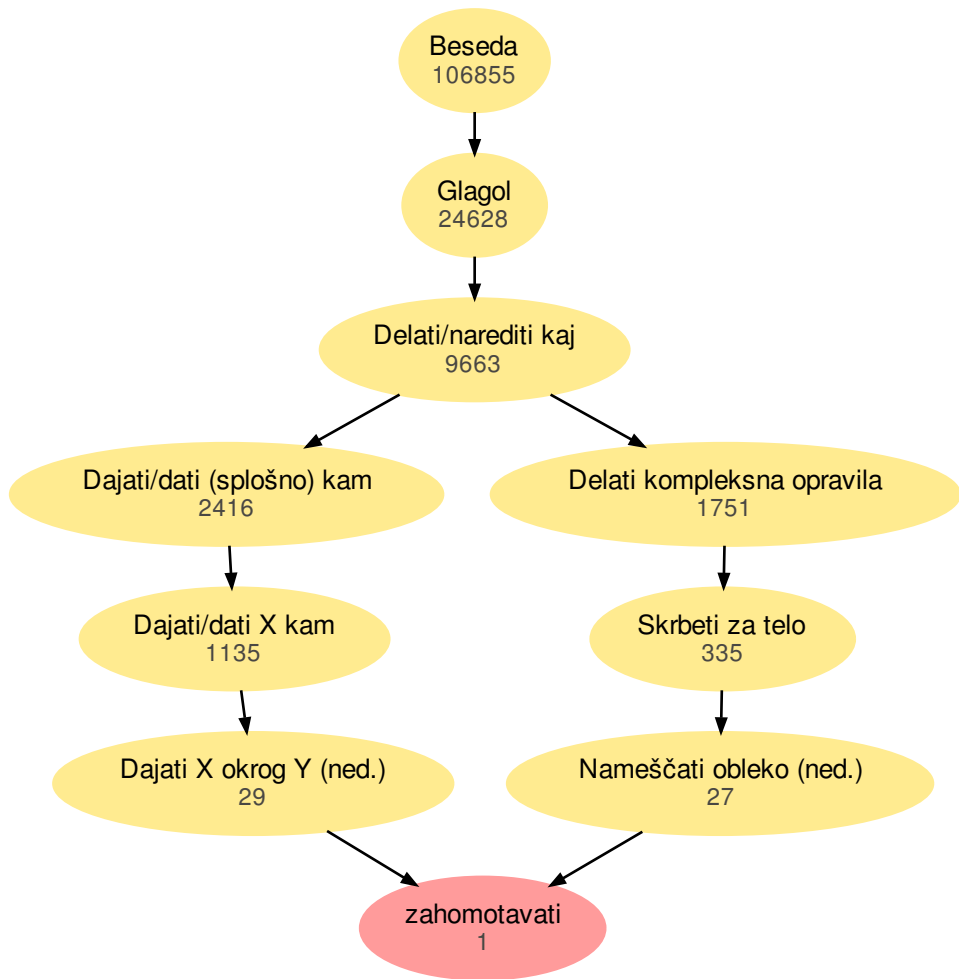 Beseda
106855
Glagol
24628
Delati/narediti kaj
9663
Dajati/dati (splošno) kam
2416
Delati kompleksna opravila
1751
Dajati/dati X kam
1135
Skrbeti za telo
335
Dajati X okrog Y (ned.)
29
Nameščati obleko (ned.)
27
zahomotavati
1